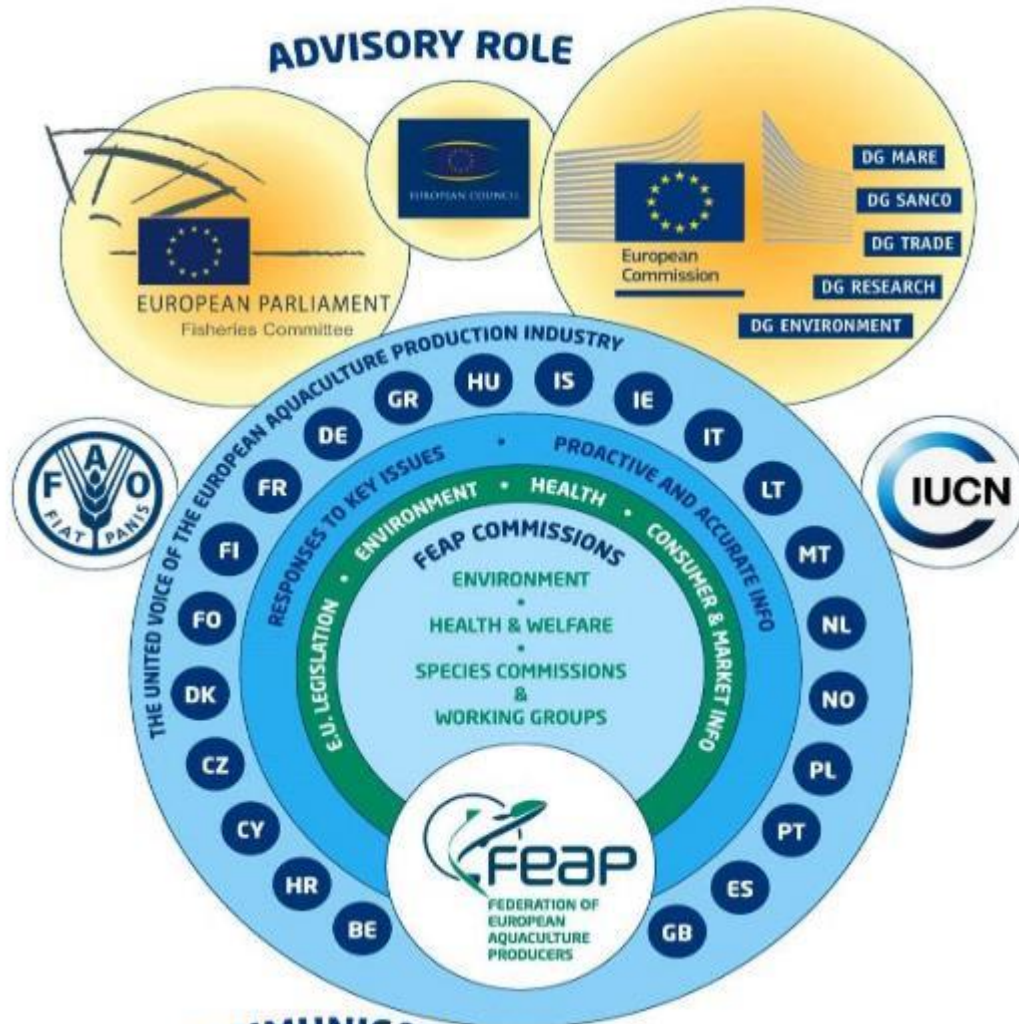 ADVISORY ROLE
EUROPEAN COUNCIL
EUROPEAN PARLIAMENT
Fisheries Committee
European
Commission
DG MARE
DG SANCO
DG TRADE
DG RESEARCH
DG ENVIRONMENT
FAO
FIAT PANIS
IUCN
THE UNITED VOICE OF THE EUROPEAN AQUACULTURE PRODUCTION INDUSTRY
BE
HR
CY
CZ
DK
FO
FI
FR
DE
GR
HU
IS
IE
IT
LT
MT
NL
NO
PL
PT
ES
GB
RESPONSES TO KEY ISSUES • PROACTIVE AND ACCURATE INFO
E.U. LEGISLATION • ENVIRONMENT • HEALTH • CONSUMER & MARKET INFO
FEAP COMMISSIONS
ENVIRONMENT
•
HEALTH & WELFARE
•
SPECIES COMMISSIONS
&
WORKING GROUPS
FEAP
FEDERATION OF
EUROPEAN
AQUACULTURE
PRODUCERS